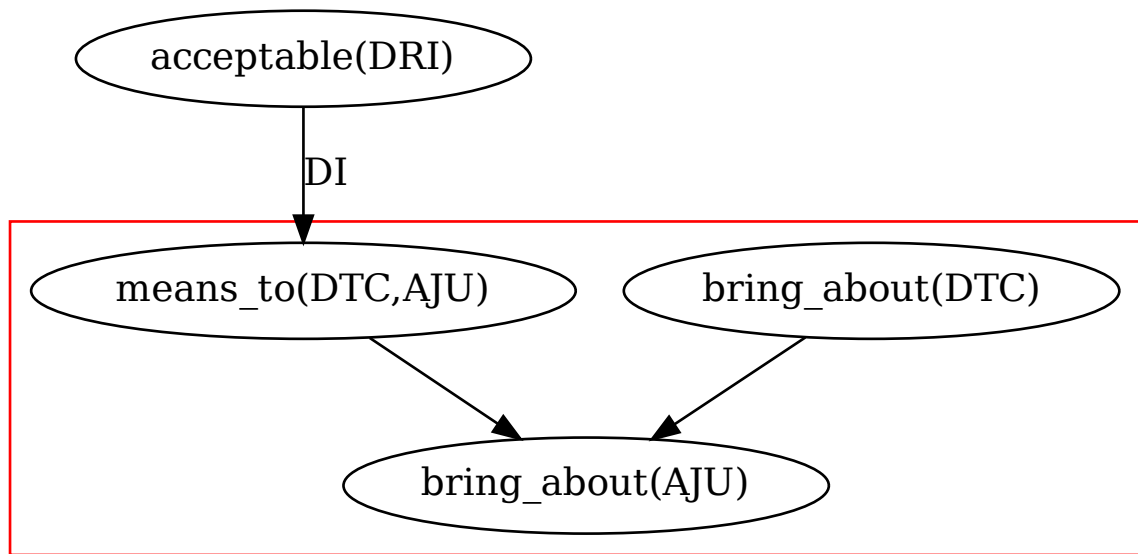 acceptable(DRI)
DI
means_to(DTC,AJU)
bring_about(DTC)
bring_about(AJU)